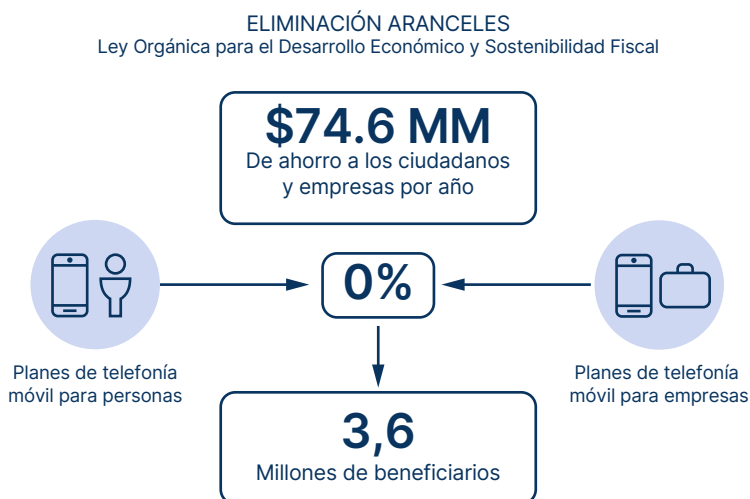 ELIMINACIÓN ARANCELES
Ley Orgánica para el Desarrollo Económico y Sostenibilidad Fiscal
$74.6 MM
De ahorro a los ciudadanos
y empresas por año
0%
Planes de telefonía
móvil para personas
Planes de telefonía
móvil para empresas
3,6
Millones de beneficiarios